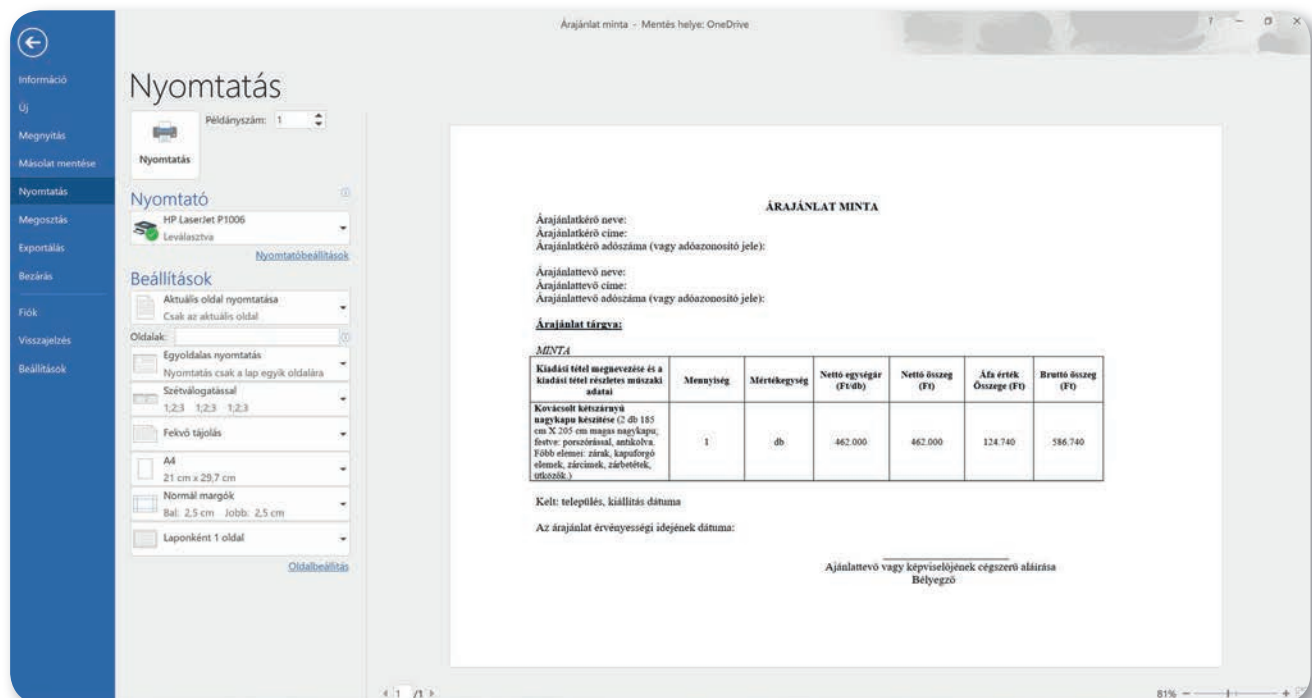 Árajánlat minta - Mentés helye: OneDrive
?
Információ
Új
Megnyitás
Másolat mentése
Nyomtatás
Megosztás
Exportálás
Bezárás
Fiók
Visszajelzés
Beállítások
Nyomtatás
Példányszám: 1
Nyomtatás
Nyomtató
HP LaserJet P1006
Leválasztva
Nyomtatóbeállítások
Beállítások
Aktuális oldal nyomtatása
Csak az aktuális oldal
Oldalak:
Egyoldalas nyomtatás
Nyomtatás csak a lap egyik oldalára
Szétválogatással
1;2;3 1;2;3 1;2;3
Fekvő tájolás
A4
21 cm x 29,7 cm
Normál margók
Bal: 2,5 cm Jobb: 2,5 cm
Laponként 1 oldal
Oldalbeállítás
ÁRAJÁNLAT MINTA
Árajánlatkérő neve:
Árajánlatkérő címe:
Árajánlatkérő adószáma (vagy adóazonosító jele):
Árajánlattevő neve:
Árajánlattevő címe:
Árajánlattevő adószáma (vagy adóazonosító jele):
Árajánlat tárgya:
MINTA
Kiadási tétel megnevezése és a
kiadási tétel részletes műszaki
adatai
Mennyiség
Mértékegység
Nettó egységár
(Ft/db)
Nettó összeg
(Ft)
Áfa érték
Összege (Ft)
Bruttó összeg
(Ft)
Kovácsolt kétszárnyú
nagykapu készítése (2 db 185
cm X 205 cm magas nagykapu;
festve: porszórással, antikolva.
Főbb elemei: zárak, kapuforgó
elemek, zárcímek, zárbetétek,
ütközők.)
1
db
462.000
462.000
124.740
586.740
Kelt: település, kiállítás dátuma
Az árajánlat érvényességi idejének dátuma:
Ajánlattevő vagy képviselőjének cégszerű aláírása
Bélyegző
1 /1
81%